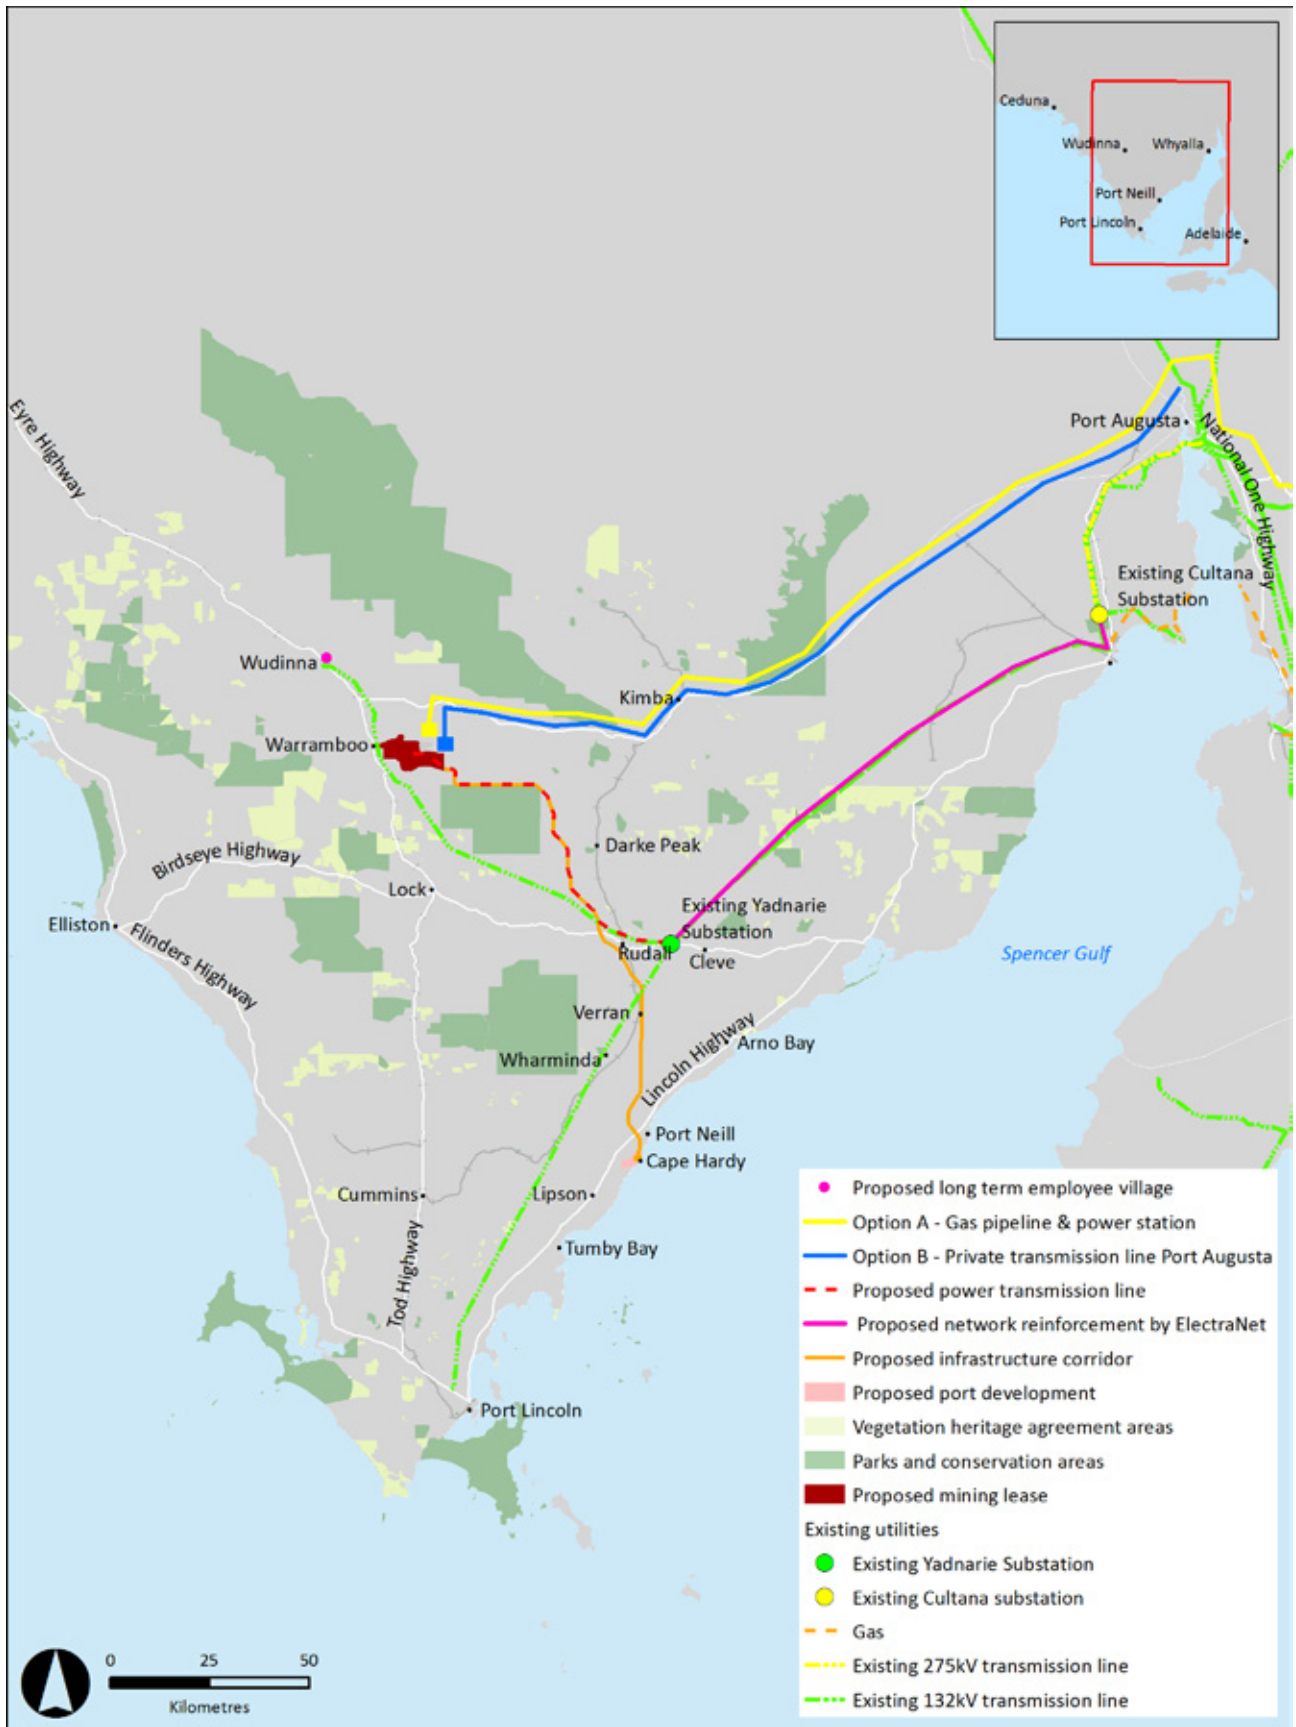 Ceduna
Wudinna
Whyalla
Port Neill
Port Lincoln
Adelaide
Eyre Highway
Port Augusta
National One Highway
Existing Cultana
Substation
Wudinna
Kimba
Warramboo
Darke Peak
Birdseye Highway
Lock
Existing Yadnarie
Substation
Elliston
Flinders Highway
Rudall
Cleve
Spencer Gulf
Verran
Lincoln Highway
Arno Bay
Wharminda
Port Neill
Cape Hardy
Cummins
Lipson
Tumby Bay
Tod Highway
Port Lincoln
Proposed long term employee village
Option A - Gas pipeline & power station
Option B - Private transmission line Port Augusta
Proposed power transmission line
Proposed network reinforcement by ElectraNet
Proposed infrastructure corridor
Proposed port development
Vegetation heritage agreement areas
Parks and conservation areas
Proposed mining lease
Existing utilities
Existing Yadnarie Substation
Existing Cultana substation
Gas
Existing 275kV transmission line
Existing 132kV transmission line
0 25 50
Kilometres